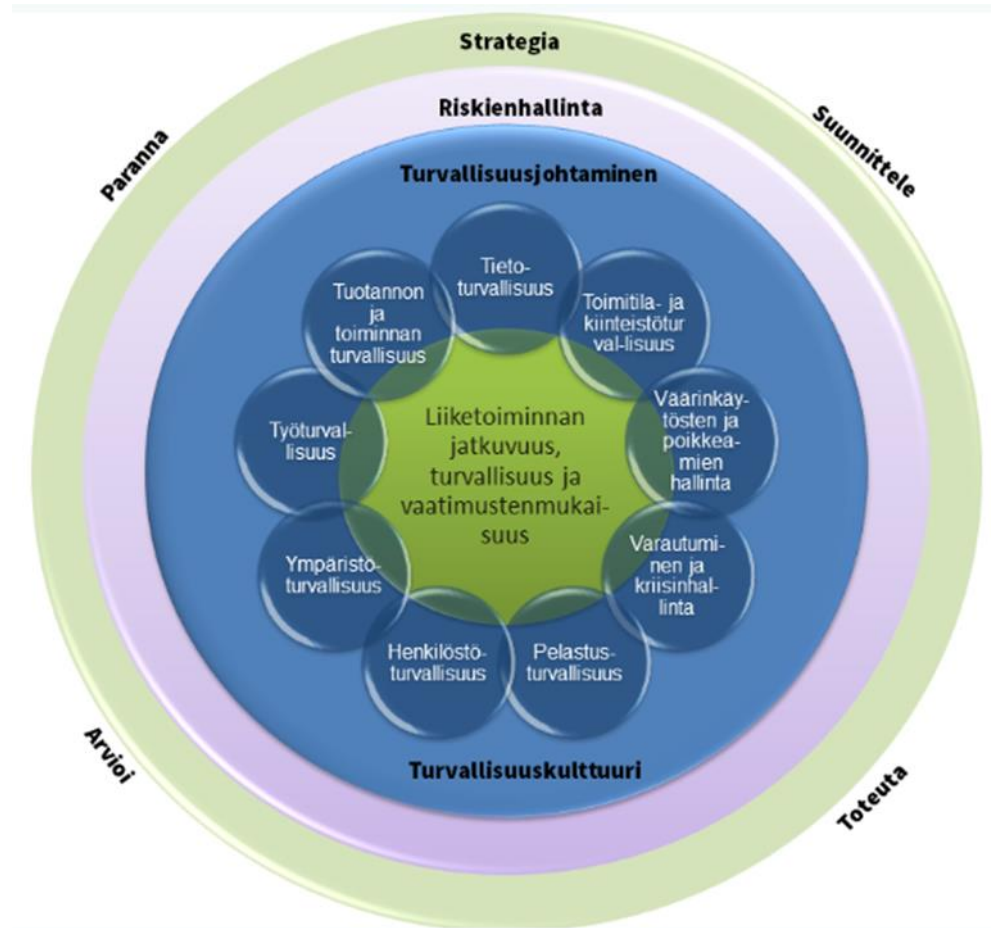 Strategia
Riskienhallinta
Turvallisuusjohtaminen
Paranna
Suunnittele
Tieto-
turvallisuus
Toimitila- ja
kiinteistötur
val-lisuus
Väärinkäy-
tösten ja
poikkea-
mien
hallinta
Varautumi-
nen ja
kriisinhal-
linta
Pelastus-
turvallisuus
Henkilöstö-
turvallisuus
Ympäristö-
turvallisuus
Työturval-
lisuus
Tuotannon
ja
toiminnan
turvallisuus
Liiketoiminnan
jatkuvuus,
turvallisuus ja
vaatimustenmukai-
suus
Turvallisuuskulttuuri
Arvioi
Toteuta